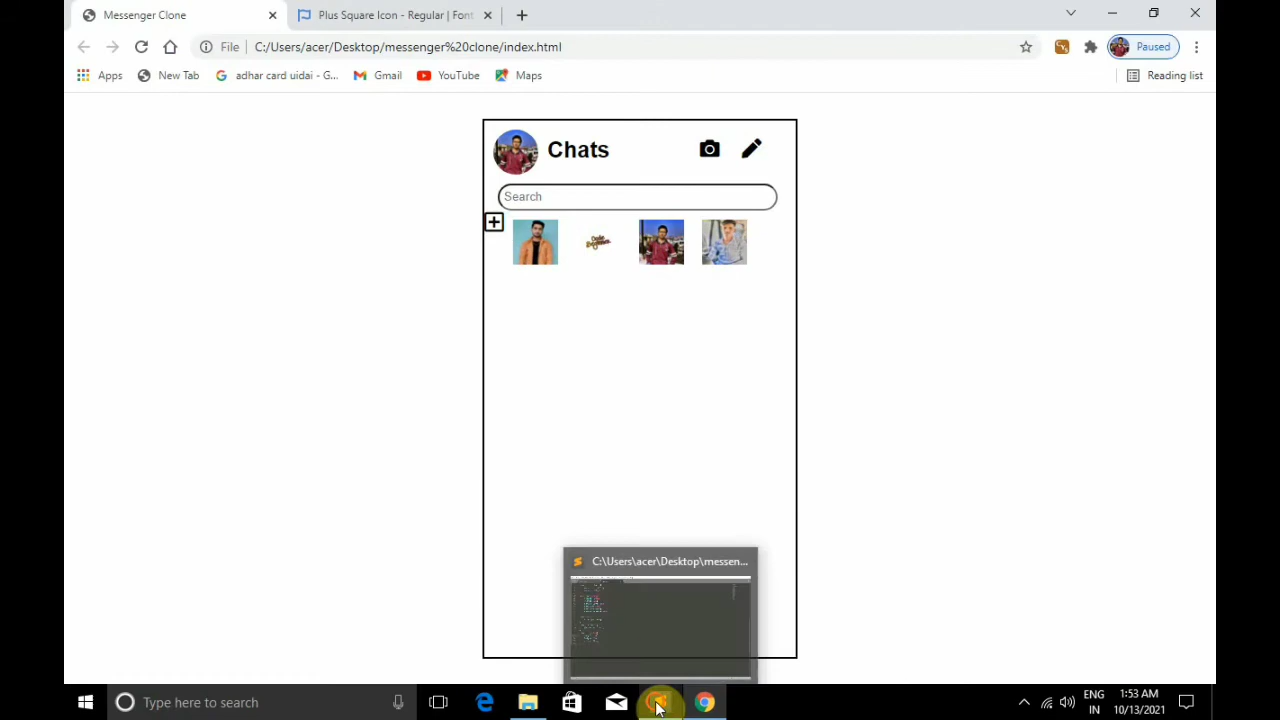 Messenger Clone
Plus Square Icon - Regular | Font
File
C:/Users/acer/Desktop/messenger%20clone/index.html
Paused
Apps
New Tab
adhar card uidai - G...
Gmail
YouTube
Maps
Reading list
Chats
Search
C:\Users\acer\Desktop\messen...
Type here to search
ENG
IN
1:53 AM
10/13/2021